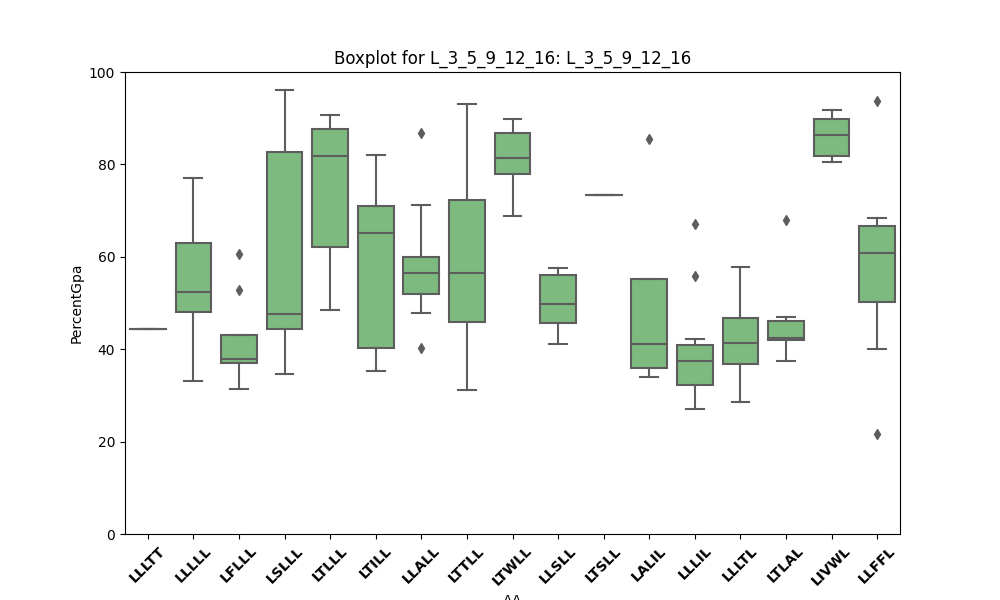 Boxplot for L_3_5_9_12_16: L_3_5_9_12_16
100
80
60
40
20
0
PercentGpa
LLLTT
LLLLL
LFLLL
LSLLL
LTLLL
LTILL
LLALL
LTTLL
LTWLL
LLSLL
LTSLL
LALIL
LLLIL
LLLTL
LTLAL
LIVWL
LLFFL
AA